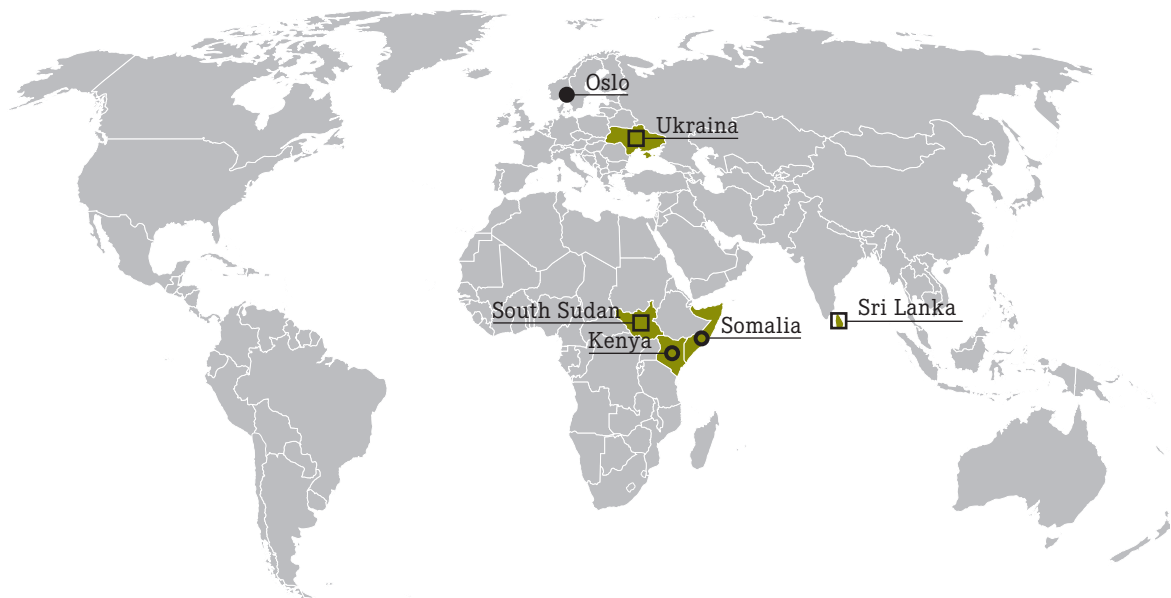 Oslo
Ukraina
South Sudan
Sri Lanka
Somalia
Kenya